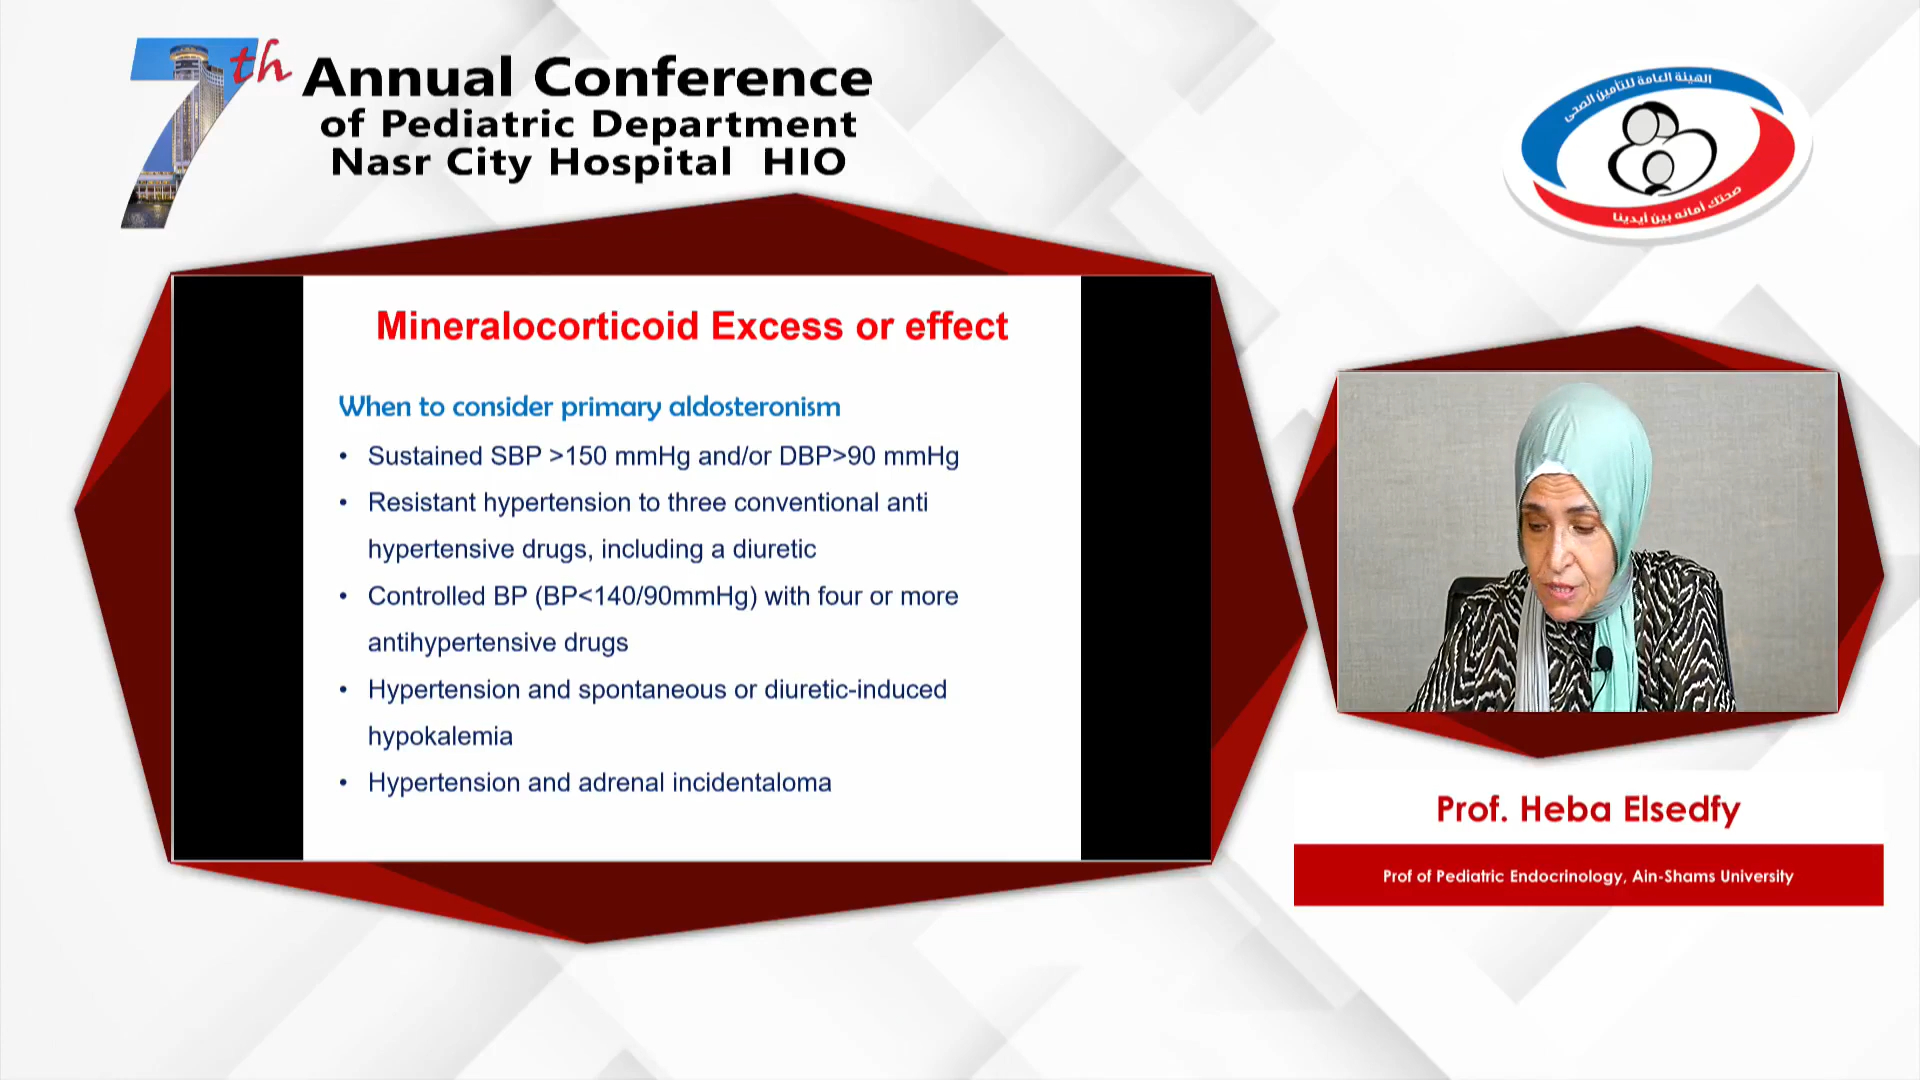 7th Annual Conference
of Pediatric Department
Nasr City Hospital HIO
الهيئة العامة للتأمين الصحى
صحتك أمانه بين أيدينا
Mineralocorticoid Excess or effect
When to consider primary aldosteronism
• Sustained SBP >150 mmHg and/or DBP>90 mmHg
• Resistant hypertension to three conventional anti
hypertensive drugs, including a diuretic
• Controlled BP (BP<140/90mmHg) with four or more
antihypertensive drugs
• Hypertension and spontaneous or diuretic-induced
hypokalemia
• Hypertension and adrenal incidentaloma
Prof. Heba Elsedfy
Prof of Pediatric Endocrinology, Ain-Shams University